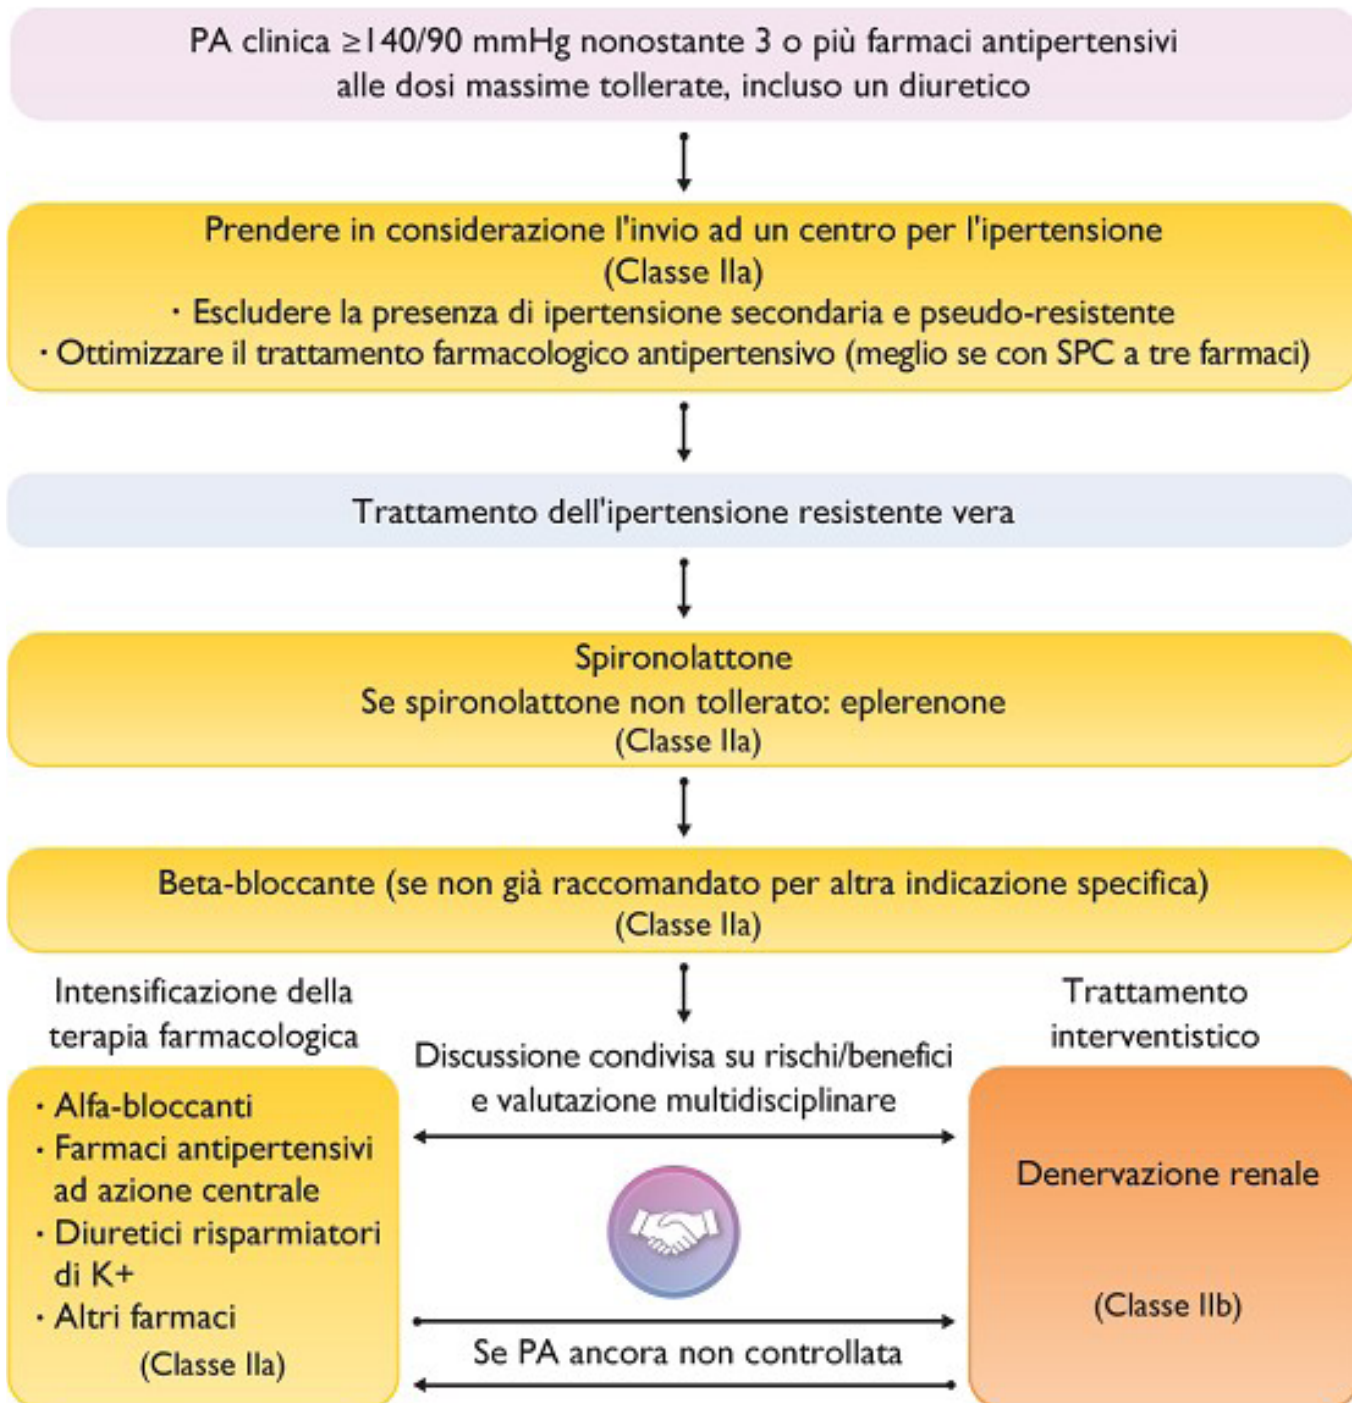 PA clinica ≥140/90 mmHg nonostante 3 o più farmaci antipertensivi
alle dosi massime tollerate, incluso un diuretico
Prendere in considerazione l'invio ad un centro per l'ipertensione
(Classe IIa)
· Escludere la presenza di ipertensione secondaria e pseudo-resistente
· Ottimizzare il trattamento farmacologico antipertensivo (meglio se con SPC a tre farmaci)
Trattamento dell'ipertensione resistente vera
Spironolattone
Se spironolattone non tollerato: eplerenone
(Classe IIa)
Beta-bloccante (se non già raccomandato per altra indicazione specifica)
(Classe IIa)
Intensificazione della
terapia farmacologica
· Alfa-bloccanti
· Farmaci antipertensivi
ad azione centrale
· Diuretici risparmiatori
di K+
· Altri farmaci
(Classe IIa)
Discussione condivisa su rischi/benefici
e valutazione multidisciplinare
Se PA ancora non controllata
Trattamento
interventistico
Denervazione renale
(Classe IIb)